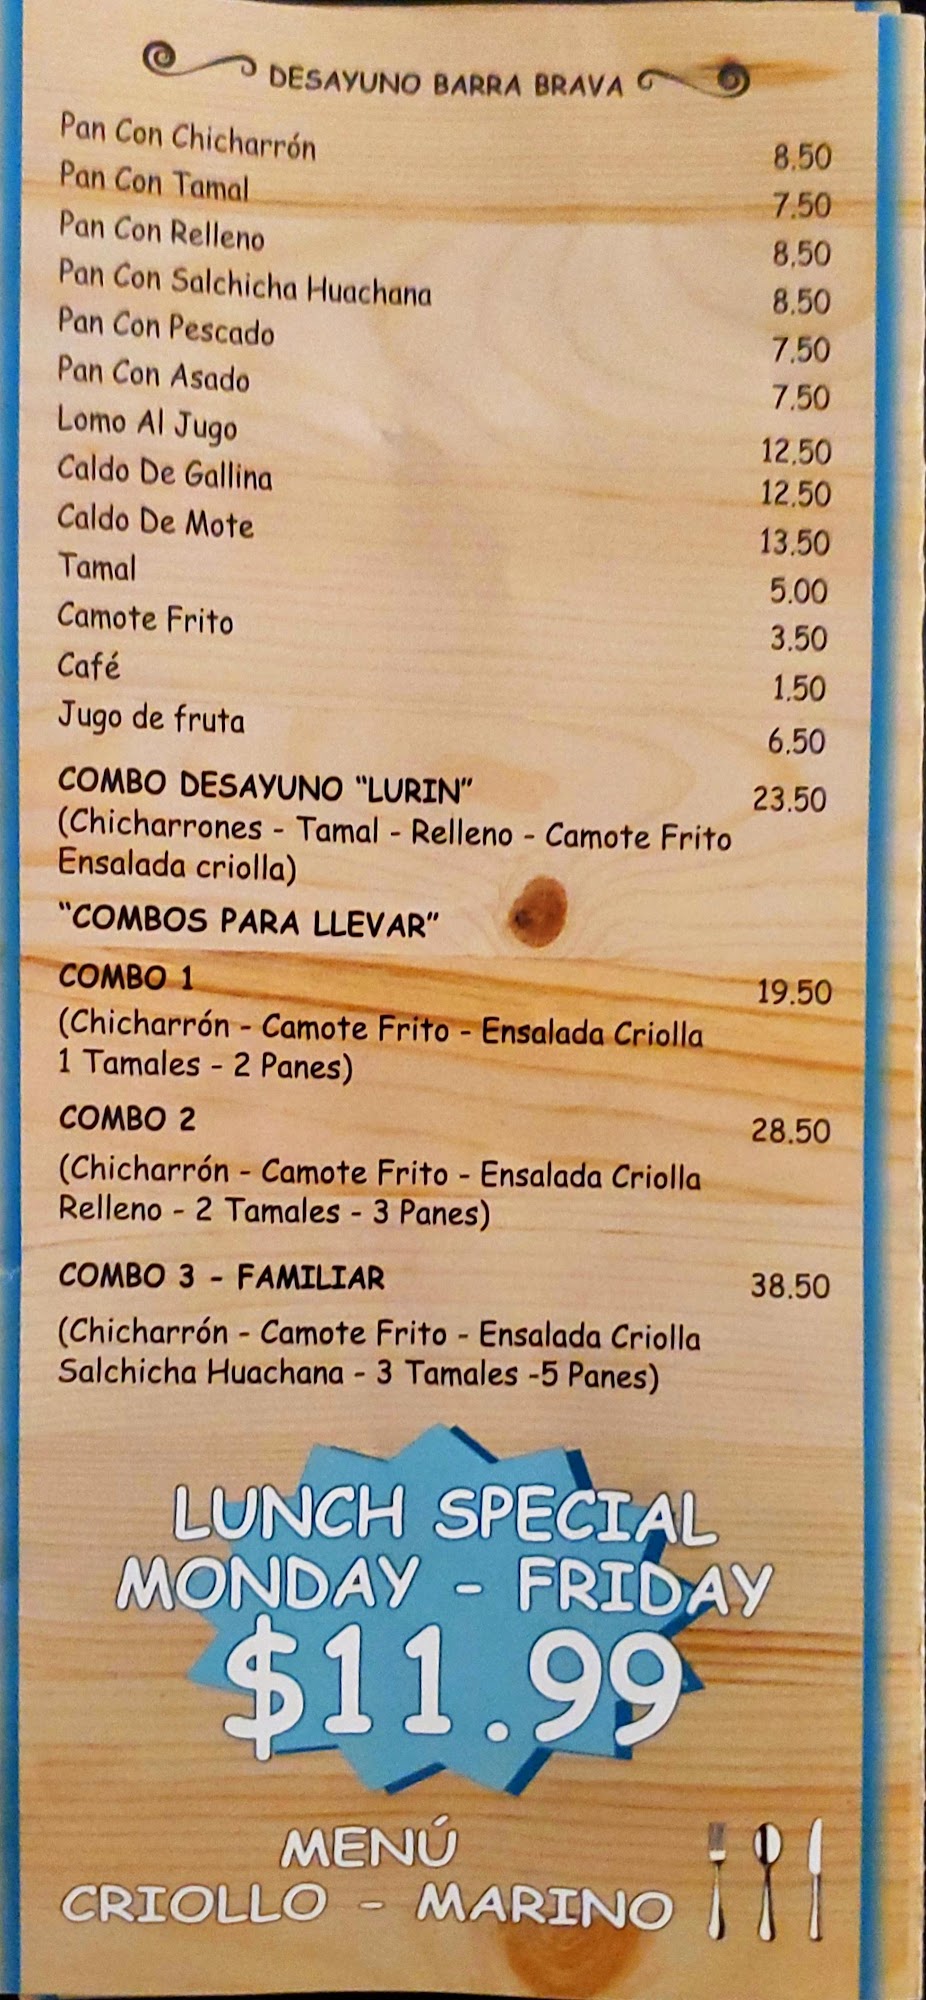 DESAYUNO BARRA BRAVA
Pan Con Chicharrón 8.50
Pan Con Tamal 7.50
Pan Con Relleno 8.50
Pan Con Salchicha Huachana 8.50
Pan Con Pescado 7.50
Pan Con Asado 7.50
Lomo Al Jugo 12.50
Caldo De Gallina 12.50
Caldo De Mote 13.50
Tamal 5.00
Camote Frito 3.50
Café 1.50
Jugo de fruta 6.50
COMBO DESAYUNO “LURIN” 23.50
(Chicharrones - Tamal - Relleno - Camote Frito
Ensalada criolla)
“COMBOS PARA LLEVAR”
COMBO 1 19.50
(Chicharrón - Camote Frito - Ensalada Criolla
1 Tamales - 2 Panes)
COMBO 2 28.50
(Chicharrón - Camote Frito - Ensalada Criolla
Relleno - 2 Tamales - 3 Panes)
COMBO 3 - FAMILIAR 38.50
(Chicharrón - Camote Frito - Ensalada Criolla
Salchicha Huachana - 3 Tamales -5 Panes)
LUNCH SPECIAL
MONDAY - FRIDAY
$11.99
MENÚ
CRIOLLO - MARINO